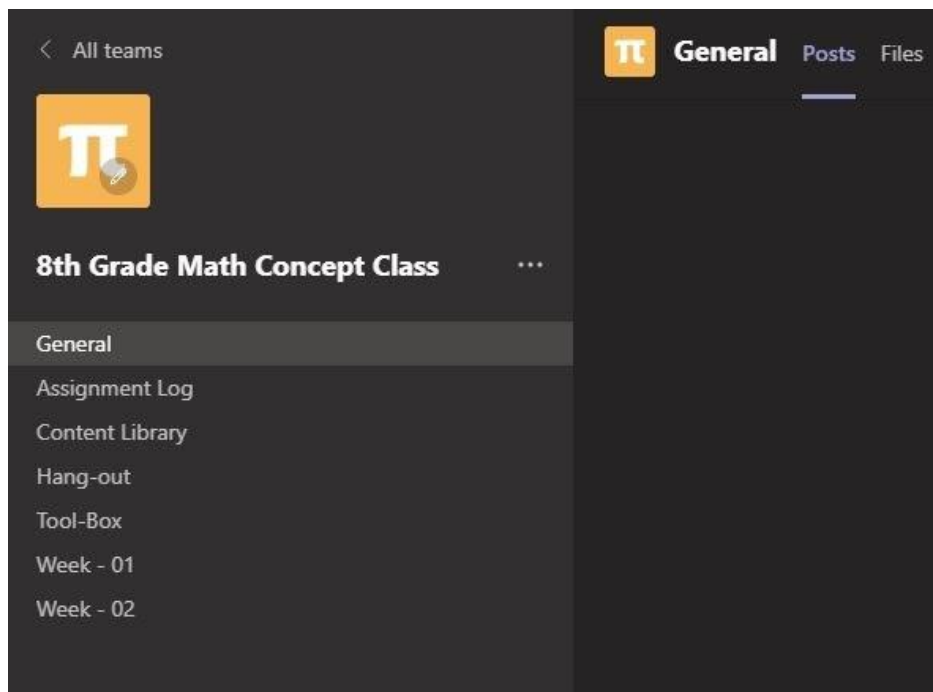 All teams
π
8th Grade Math Concept Class
General
Assignment Log
Content Library
Hang-out
Tool-Box
Week - 01
Week - 02
π General Posts Files